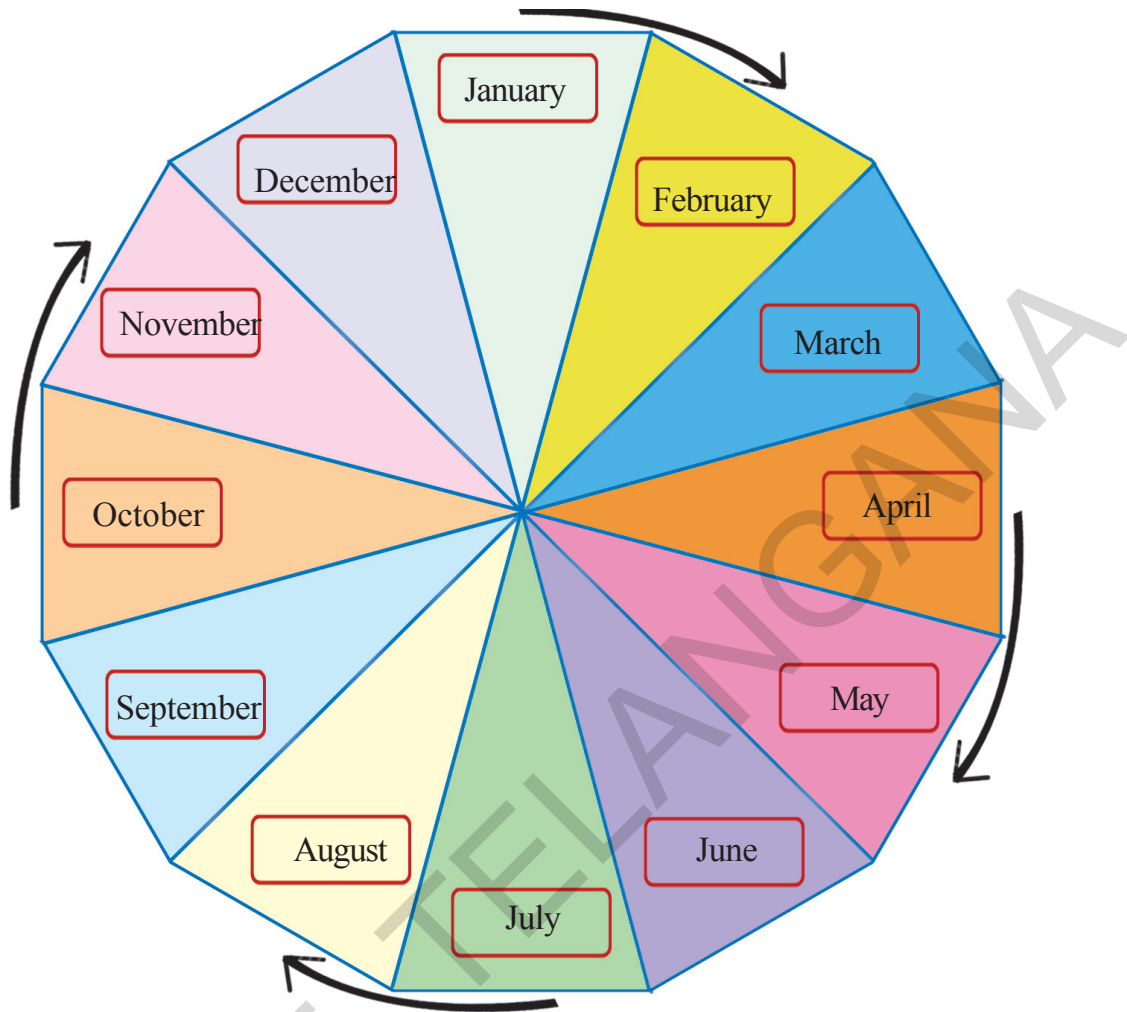 January
February
March
April
May
June
July
August
September
October
November
December
TELANGANA